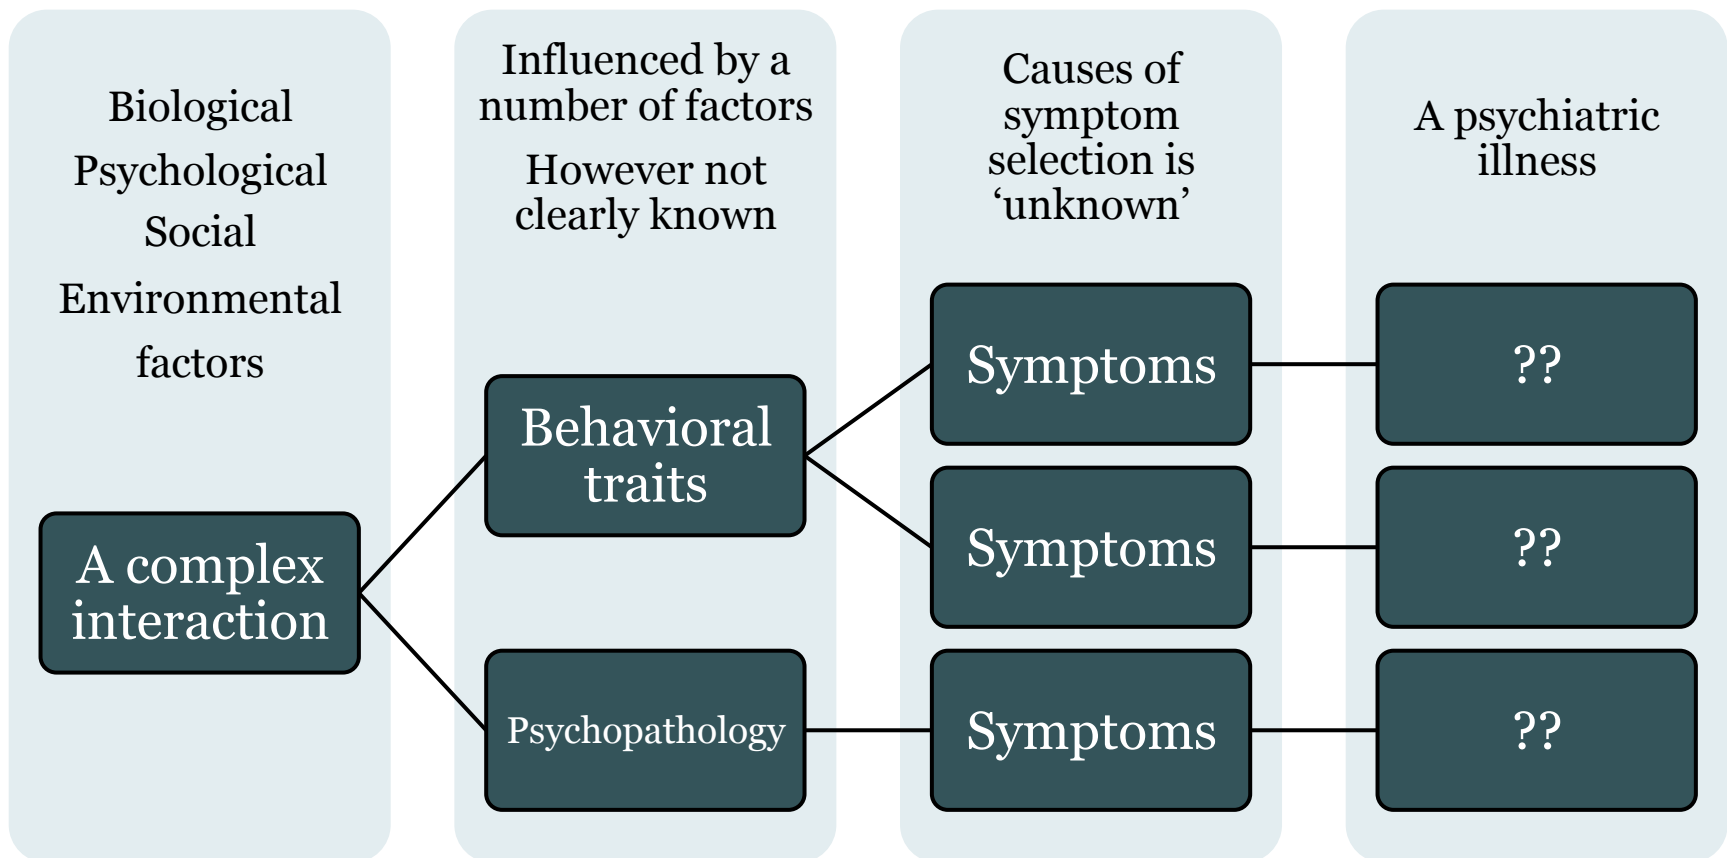 Biological
Psychological
Social
Environmental
factors
A complex
interaction
Influenced by a
number of factors
However not
clearly known
Behavioral
traits
Psychopathology
Causes of
symptom
selection is
‘unknown’
Symptoms
Symptoms
Symptoms
A psychiatric
illness
??
??
??